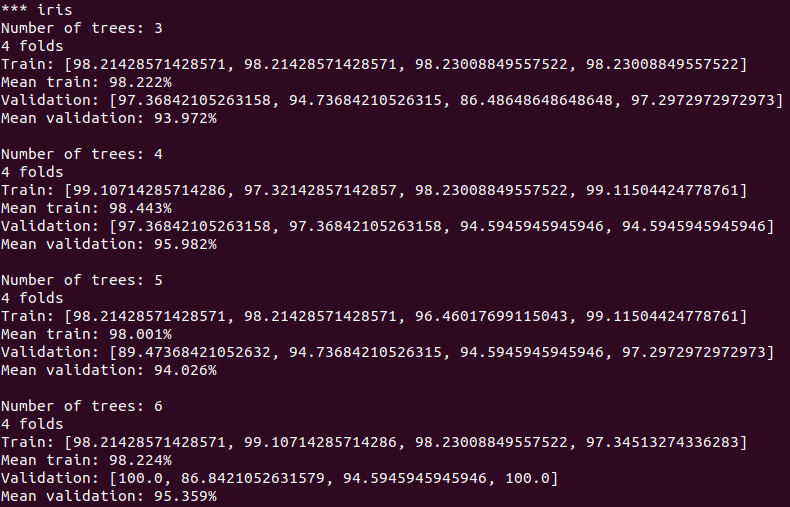 *** iris
Number of trees: 3
4 folds
Train: [98.21428571428571, 98.21428571428571, 98.23008849557522, 98.23008849557522]
Mean train: 98.222%
Validation: [97.36842105263158, 94.73684210526315, 86.48648648648648, 97.2972972972973]
Mean validation: 93.972%

Number of trees: 4
4 folds
Train: [99.10714285714286, 97.32142857142857, 98.23008849557522, 99.11504424778761]
Mean train: 98.443%
Validation: [97.36842105263158, 97.36842105263158, 94.5945945945946, 94.5945945945946]
Mean validation: 95.982%

Number of trees: 5
4 folds
Train: [98.21428571428571, 98.21428571428571, 96.46017699115043, 99.11504424778761]
Mean train: 98.001%
Validation: [89.47368421052632, 94.73684210526315, 94.5945945945946, 97.2972972972973]
Mean validation: 94.026%

Number of trees: 6
4 folds
Train: [98.21428571428571, 99.10714285714286, 98.23008849557522, 97.34513274336283]
Mean train: 98.224%
Validation: [100.0, 86.8421052631579, 94.5945945945946, 100.0]
Mean validation: 95.359%